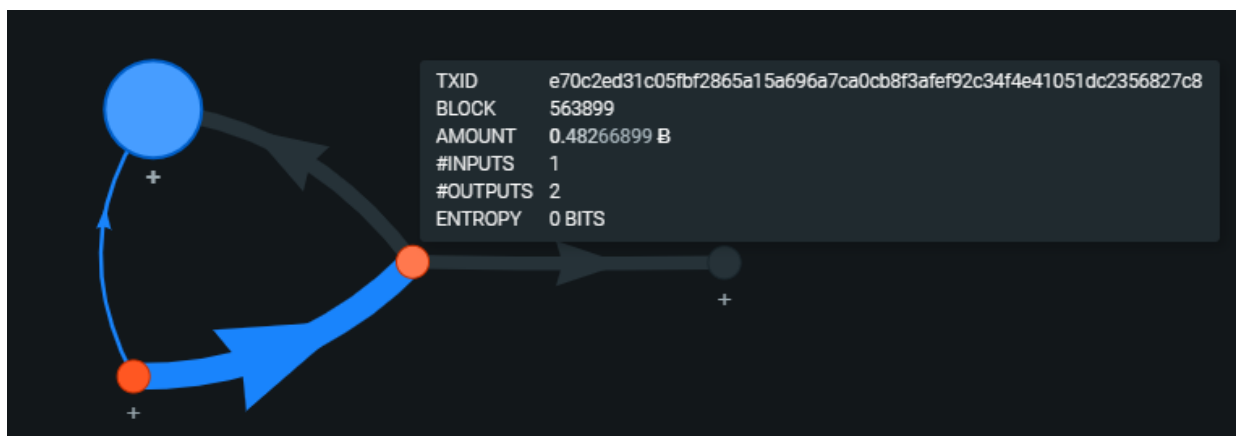 TXID e70c2ed31c05fbf2865a15a696a7ca0cb8f3afef92c34f4e41051dc2356827c8
BLOCK 563899
AMOUNT 0.48266899 Ƀ
#INPUTS 1
#OUTPUTS 2
ENTROPY 0 BITS
+
+
+